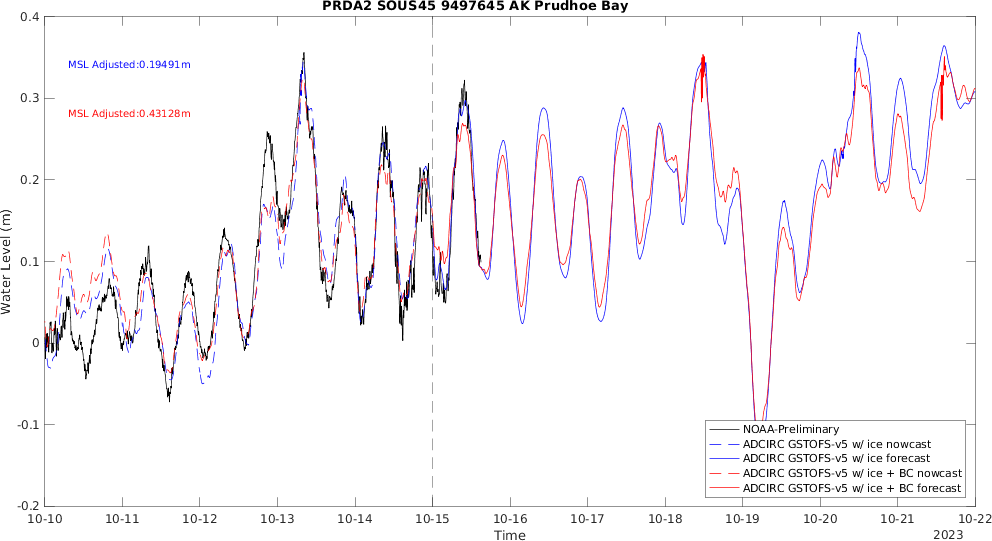 PRDA2 SOUS45 9497645 AK Prudhoe Bay
0.4
MSL Adjusted:0.19491m
0.3
MSL Adjusted:0.43128m
0.2
Water Level (m)
0.1
0
-0.1
NOAA-Preliminary
ADCIRC GSTOFS-v5 w/ ice nowcast
ADCIRC GSTOFS-v5 w/ ice forecast
ADCIRC GSTOFS-v5 w/ ice + BC nowcast
ADCIRC GSTOFS-v5 w/ ice + BC forecast
-0.2
10-10 10-11 10-12 10-13 10-14 10-15 10-16 10-17 10-18 10-19 10-20 10-21 10-22
Time
2023